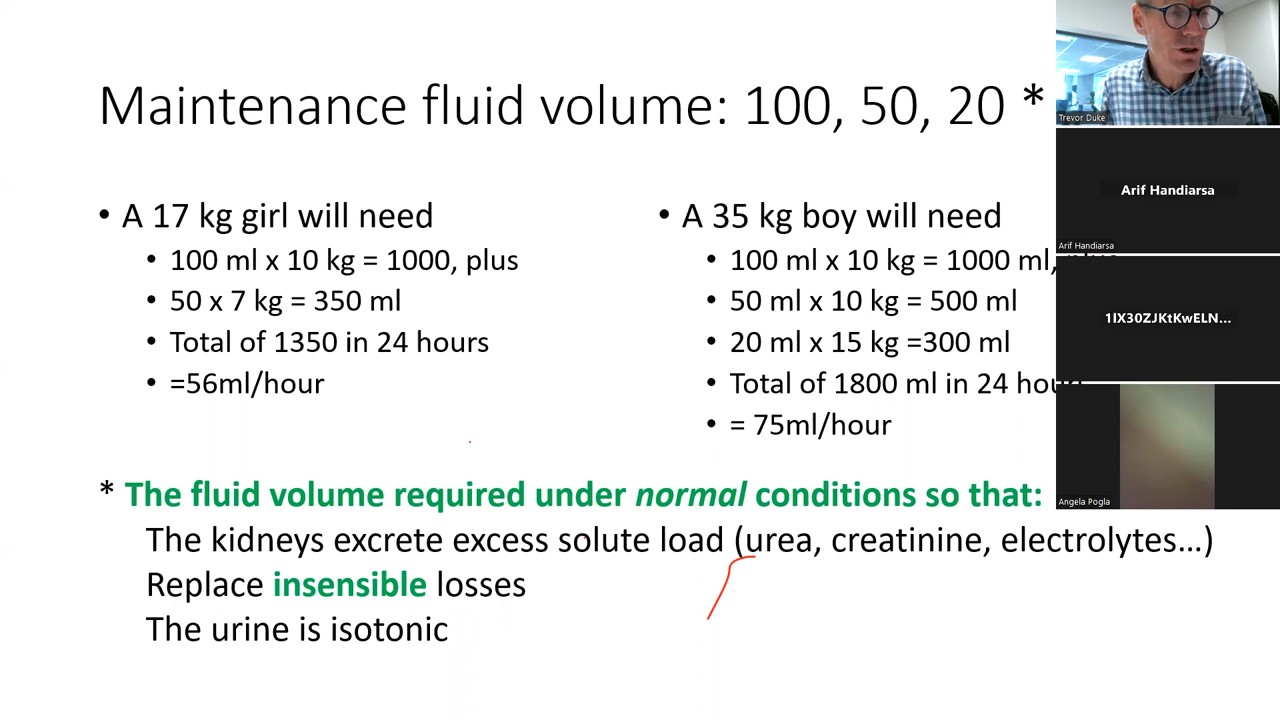 Maintenance fluid volume: 100, 50, 20 *
• A 17 kg girl will need
• 100 ml x 10 kg = 1000, plus
• 50 x 7 kg = 350 ml
• Total of 1350 in 24 hours
• =56ml/hour
• A 35 kg boy will need
• 100 ml x 10 kg = 1000 ml, plus
• 50 ml x 10 kg = 500 ml
• 20 ml x 15 kg =300 ml
• Total of 1800 ml in 24 hours
• = 75ml/hour
* The fluid volume required under normal conditions so that:
The kidneys excrete excess solute load (urea, creatinine, electrolytes…)
Replace insensible losses
The urine is isotonic
Trevor Duke
Arif Handiarsa
Arif Handiarsa
1IX30ZJKtKwELN...
Angela Pogla